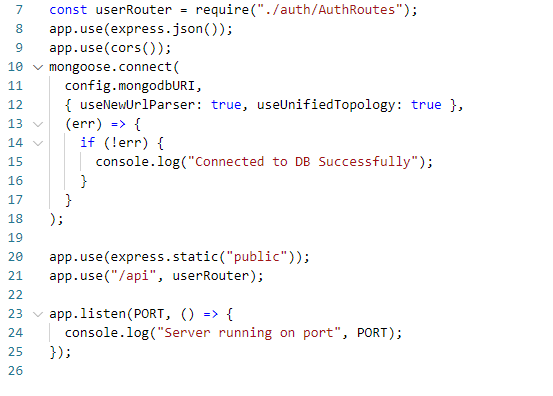 7 const userRouter = require("./auth/AuthRoutes");
8 app.use(express.json());
9 app.use(cors());
10 mongoose.connect(
11 config.mongodbURI,
12 { useNewUrlParser: true, useUnifiedTopology: true },
13 (err) => {
14 if (!err) {
15 console.log("Connected to DB Successfully");
16 }
17 }
18 );
19
20 app.use(express.static("public"));
21 app.use("/api", userRouter);
22
23 app.listen(PORT, () => {
24 console.log("Server running on port", PORT);
25 });
26